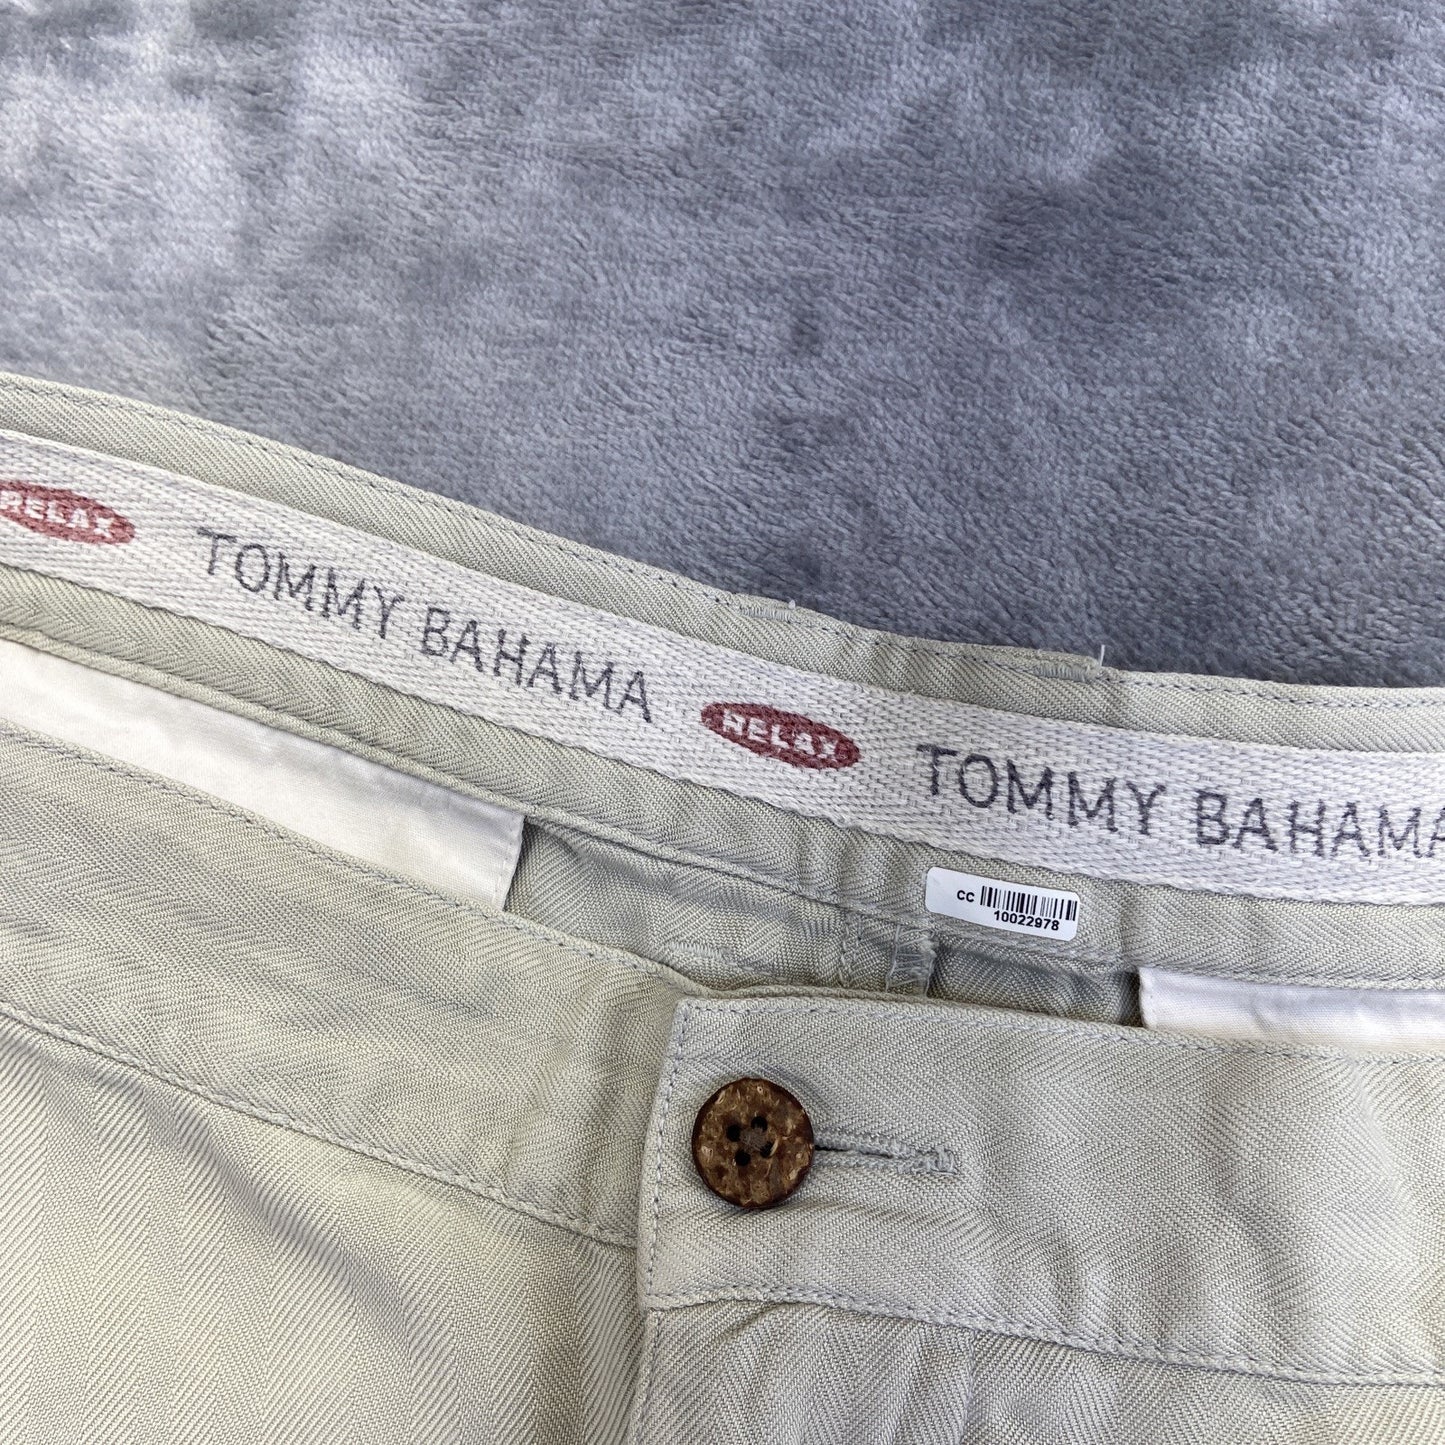 RELAX TOMMY BAHAMA RELAX TOMMY BAHAMA
CC
10022978